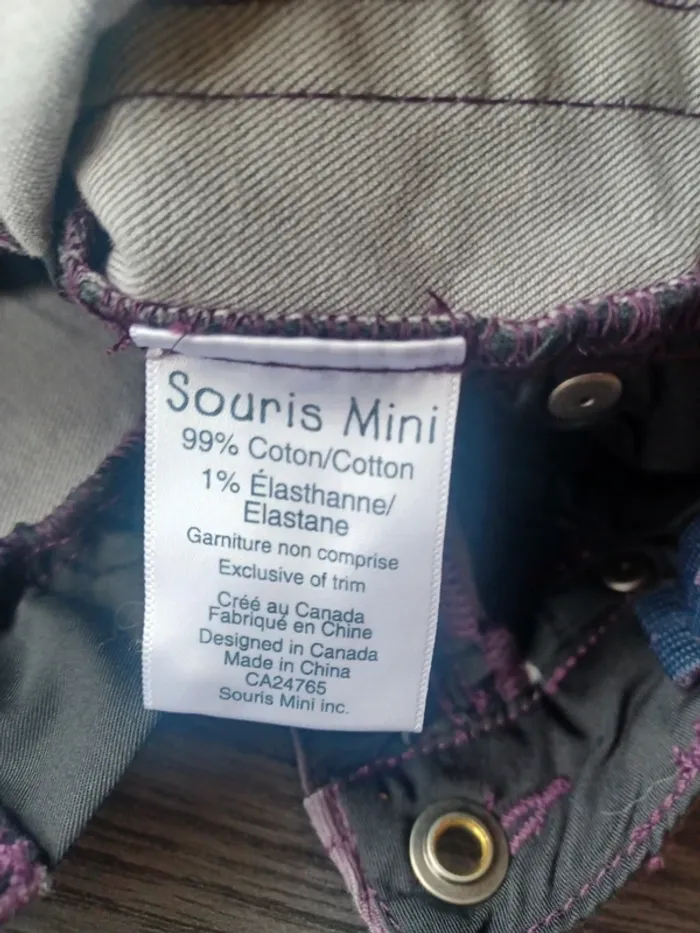 Souris Mini
99% Coton/Cotton
1% Élasthanne/
Elastane
Garniture non comprise
Exclusive of trim
Créé au Canada
Fabriqué en Chine
Designed in Canada
Made in China
CA24765
Souris Mini inc.